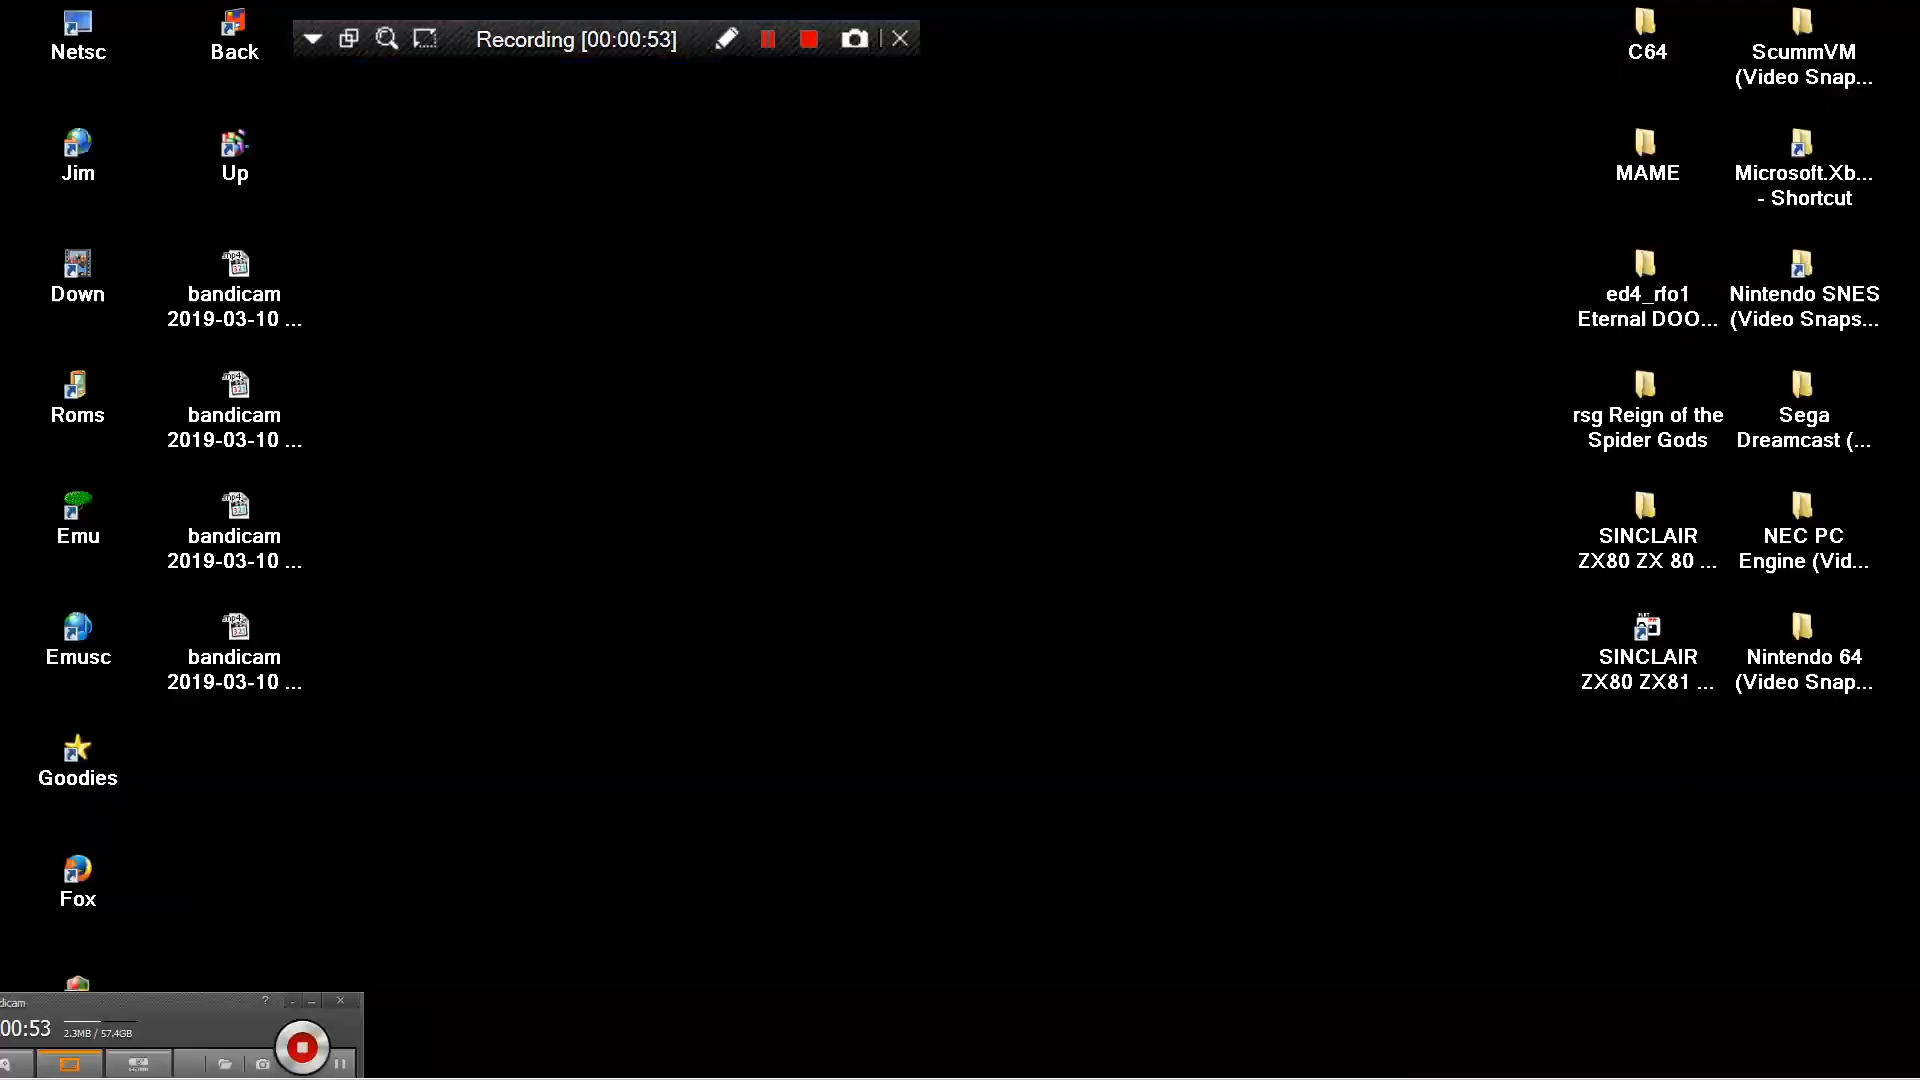 Netsc
Back
Recording [00:00:53]
C64
ScummVM
(Video Snap...
Jim
Up
MAME
Microsoft.Xb...
- Shortcut
Down
bandicam
2019-03-10 ...
ed4_rfo1
Eternal DOO...
Nintendo SNES
(Video Snaps...
Roms
bandicam
2019-03-10 ...
rsg Reign of the
Spider Gods
Sega
Dreamcast (...
Emu
bandicam
2019-03-10 ...
SINCLAIR
ZX80 ZX 80 ...
NEC PC
Engine (Vid...
Emusc
bandicam
2019-03-10 ...
SINCLAIR
ZX80 ZX81 ...
Nintendo 64
(Video Snap...
Goodies
Fox
dicam
00:53
2.3MB / 57.4GB